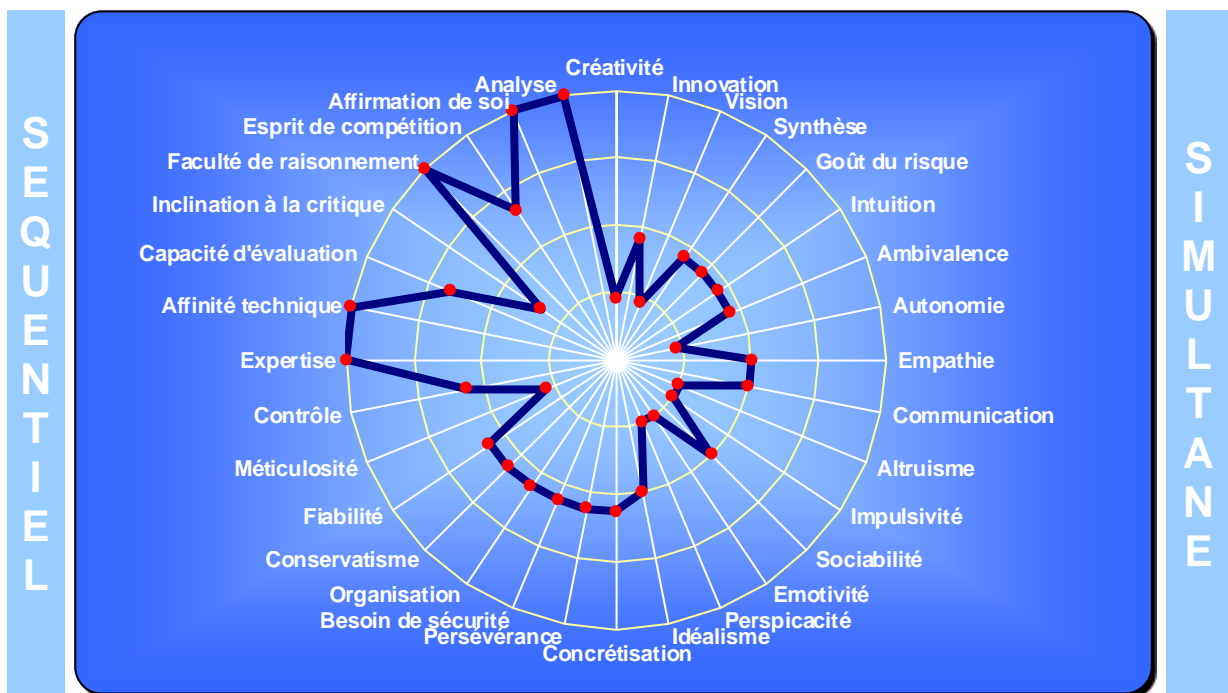 SEQUENTIEL
Créativité
Innovation
Vision
Synthèse
Goût du risque
Intuition
Ambivalence
Autonomie
Empathie
Communication
Altruisme
Impulsivité
Sociabilité
Emotivité
Perspicacité
Idéalisme
Concrétisation
Persévérance
Besoin de sécurité
Organisation
Conservatisme
Fiabilité
Méticulosité
Contrôle
Expertise
Affinité technique
Capacité d'évaluation
Inclination à la critique
Faculté de raisonnement
Esprit de compétition
Affirmation de soi
Analyse
SIMULTANE